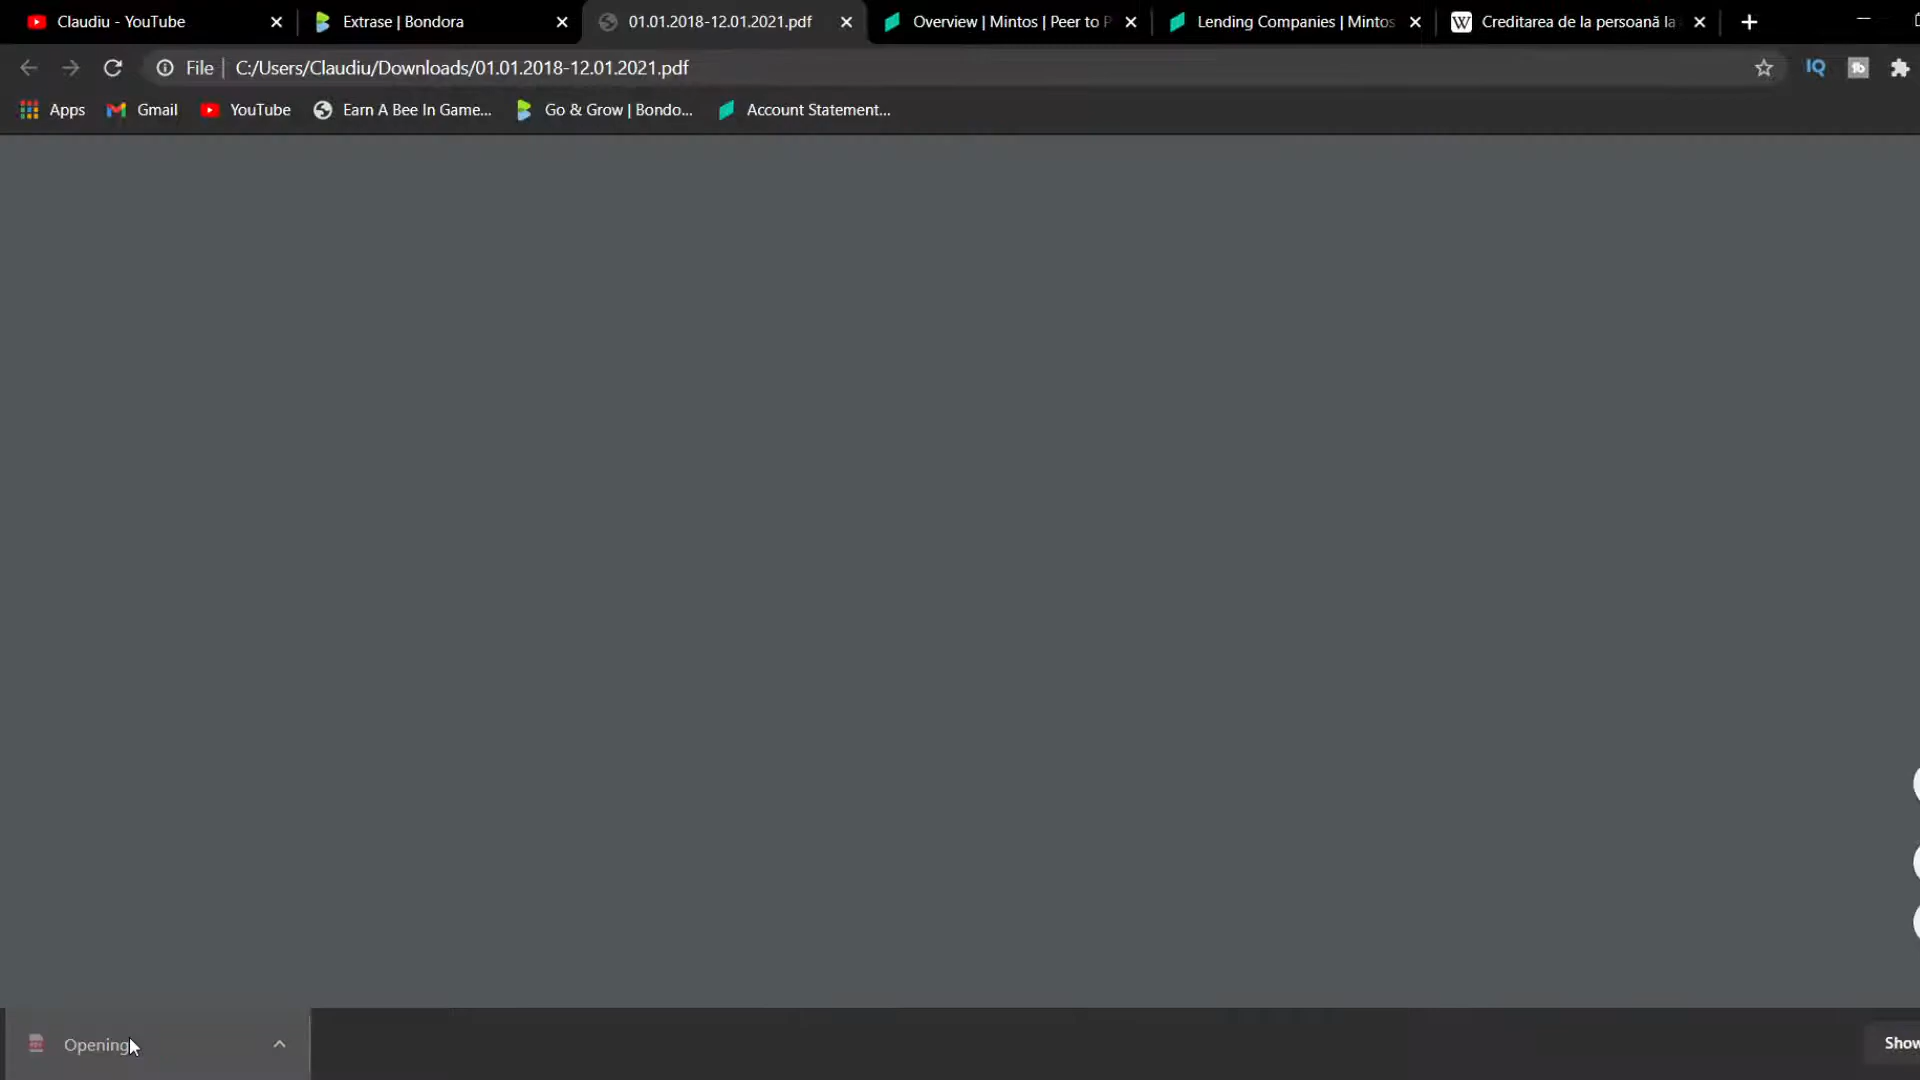 Claudiu - YouTube
Extrase | Bondora
01.01.2018-12.01.2021.pdf
Overview | Mintos | Peer to P
Lending Companies | Mintos
Creditarea de la persoană la
File | C:/Users/Claudiu/Downloads/01.01.2018-12.01.2021.pdf
IQ
Apps
Gmail
YouTube
Earn A Bee In Game...
Go & Grow | Bondo...
Account Statement...
Opening
Show